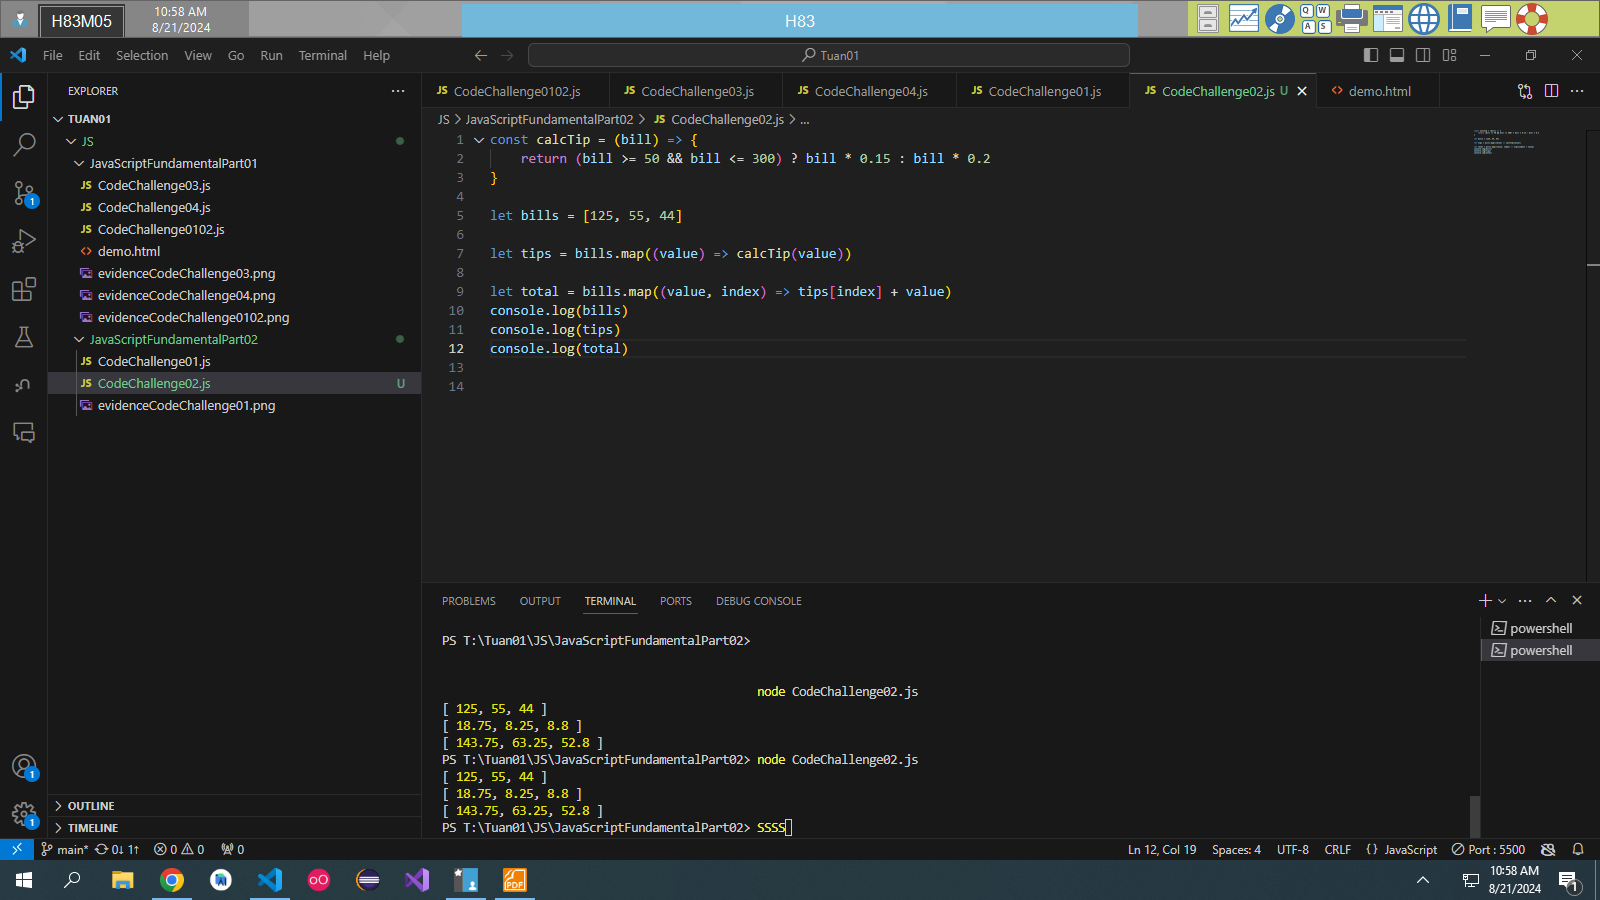 H83M05
10:58 AM
8/21/2024
H83
Q W
A S
File Edit Selection View Go Run Terminal Help
Tuan01
EXPLORER
TUAN01
JS
JavaScriptFundamentalPart01
JS CodeChallenge03.js
JS CodeChallenge04.js
JS CodeChallenge0102.js
<> demo.html
evidenceCodeChallenge03.png
evidenceCodeChallenge04.png
evidenceCodeChallenge0102.png
JavaScriptFundamentalPart02
JS CodeChallenge01.js
JS CodeChallenge02.js U
evidenceCodeChallenge01.png
OUTLINE
TIMELINE
1
1
1
JS CodeChallenge0102.js JS CodeChallenge03.js JS CodeChallenge04.js JS CodeChallenge01.js JS CodeChallenge02.js U <> demo.html
JS > JavaScriptFundamentalPart02 > JS CodeChallenge02.js > ...
1 const calcTip = (bill) => {
2 return (bill >= 50 && bill <= 300) ? bill * 0.15 : bill * 0.2
3 }
4
5 let bills = [125, 55, 44]
6
7 let tips = bills.map((value) => calcTip(value))
8
9 let total = bills.map((value, index) => tips[index] + value)
10 console.log(bills)
11 console.log(tips)
12 console.log(total)
13
14
PROBLEMS OUTPUT TERMINAL PORTS DEBUG CONSOLE
powershell
powershell
PS T:\Tuan01\JS\JavaScriptFundamentalPart02>
node CodeChallenge02.js
[ 125, 55, 44 ]
[ 18.75, 8.25, 8.8 ]
[ 143.75, 63.25, 52.8 ]
PS T:\Tuan01\JS\JavaScriptFundamentalPart02> node CodeChallenge02.js
[ 125, 55, 44 ]
[ 18.75, 8.25, 8.8 ]
[ 143.75, 63.25, 52.8 ]
PS T:\Tuan01\JS\JavaScriptFundamentalPart02> SSSS
main* 0↓ 1↑ 0 0 0
Ln 12, Col 19 Spaces: 4 UTF-8 CRLF {} JavaScript Port : 5500
PDF
10:58 AM
8/21/2024
1